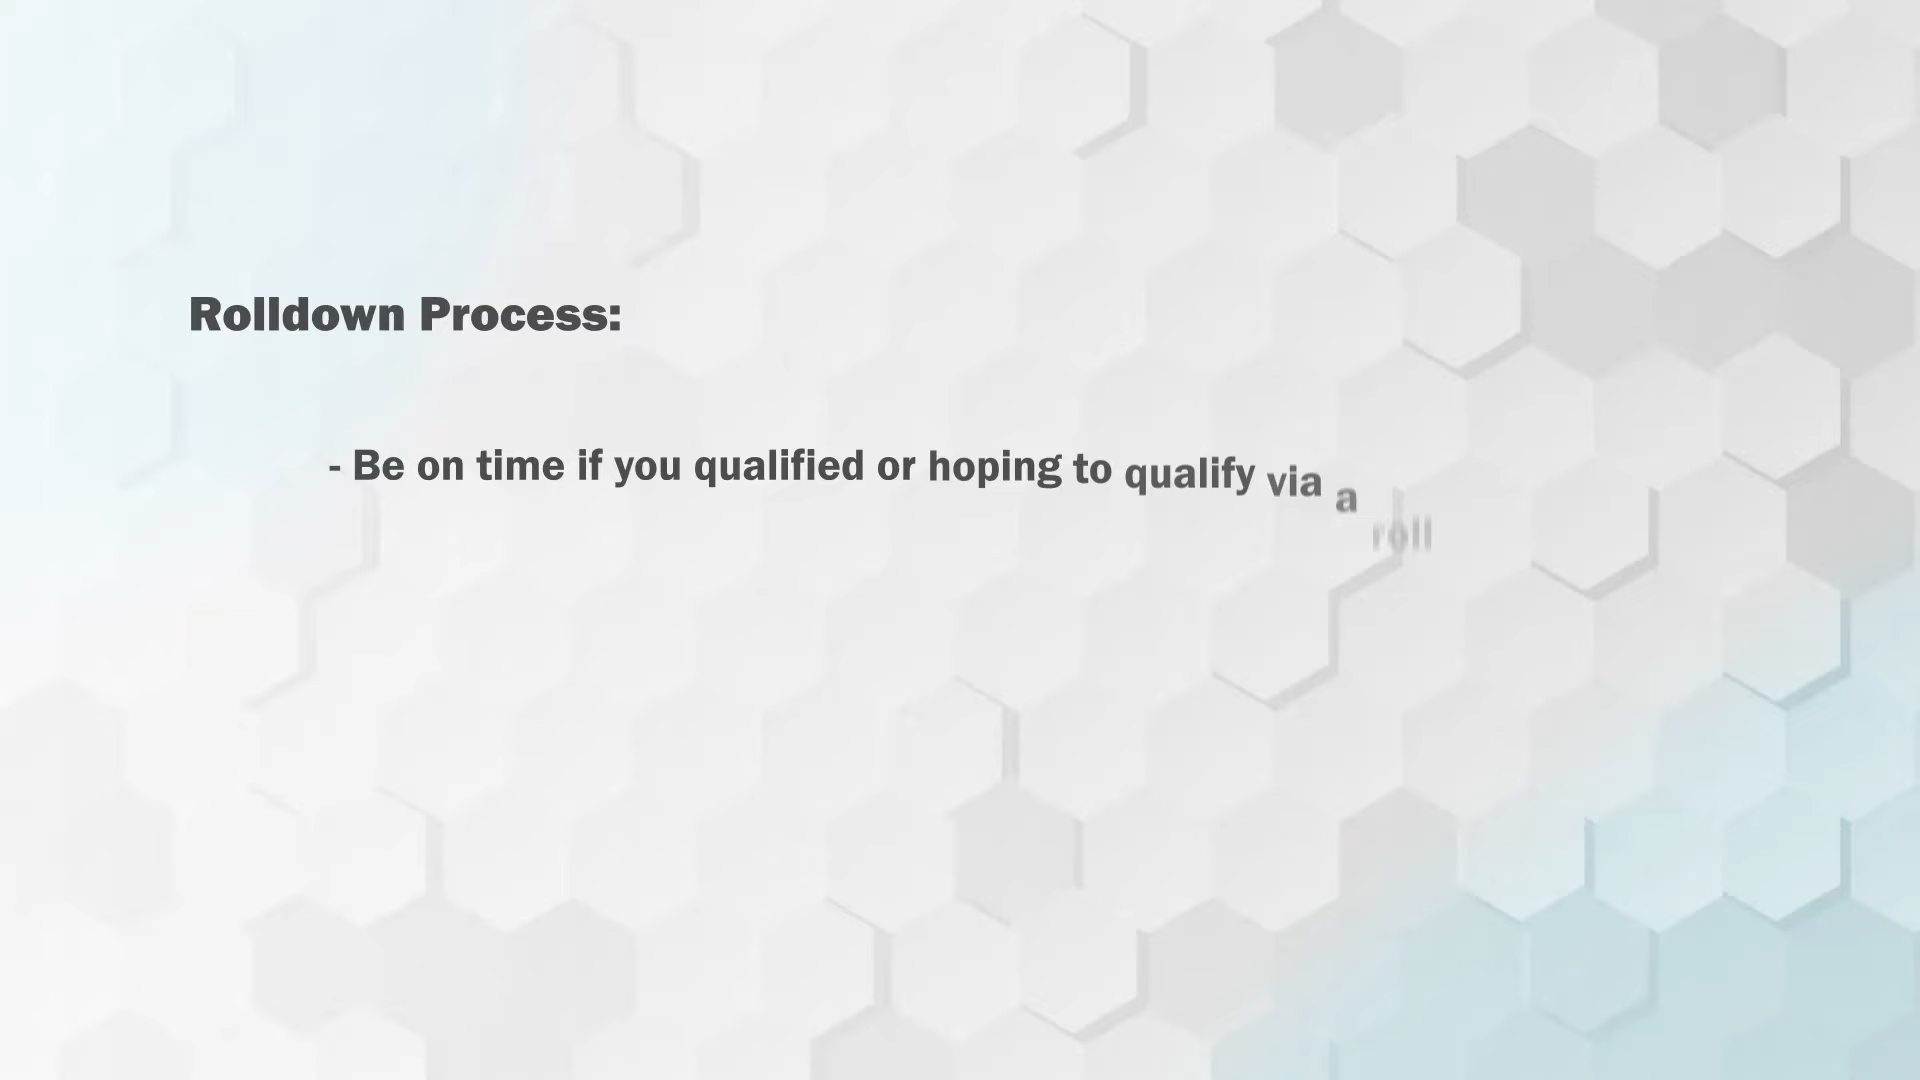 Rolldown Process:
- Be on time if you qualified or hoping to qualify via a roll